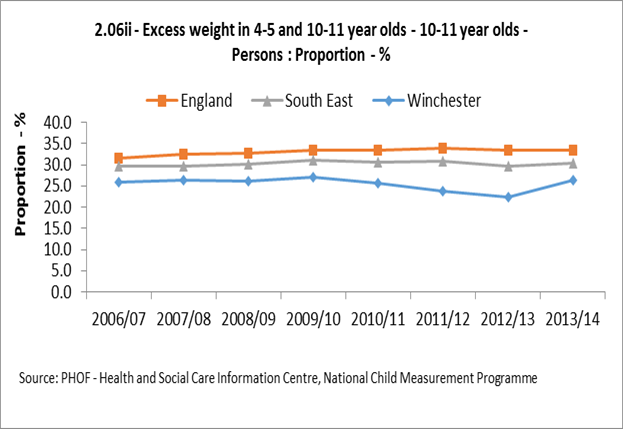 2.06ii - Excess weight in 4-5 and 10-11 year olds - 10-11 year olds -
Persons : Proportion - %
England South East Winchester
Proportion - %
40.0
35.0
30.0
25.0
20.0
15.0
10.0
5.0
0.0
2006/07 2007/08 2008/09 2009/10 2010/11 2011/12 2012/13 2013/14
Source: PHOF - Health and Social Care Information Centre, National Child Measurement Programme